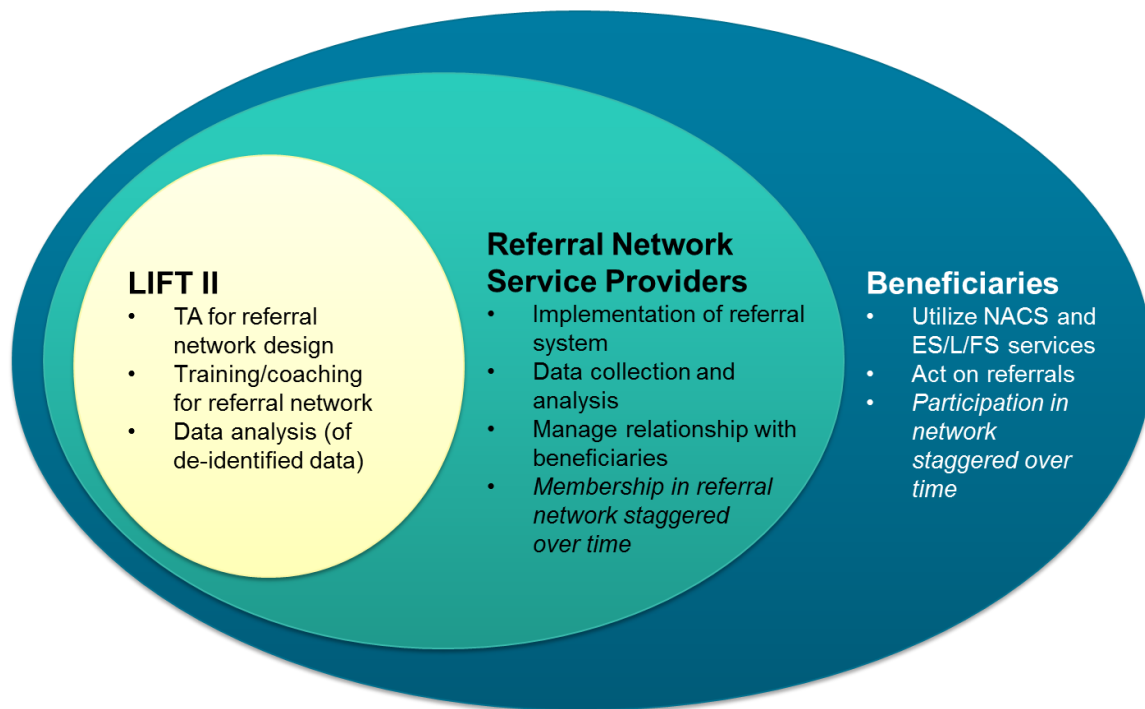 LIFT II
• TA for referral
network design
• Training/coaching
for referral network
• Data analysis (of
de-identified data)
Referral Network
Service Providers
• Implementation of referral
system
• Data collection and
analysis
• Manage relationship with
beneficiaries
• Membership in referral
network staggered
over time
Beneficiaries
• Utilize NACS and
ES/L/FS services
• Act on referrals
• Participation in
network
staggered over
time